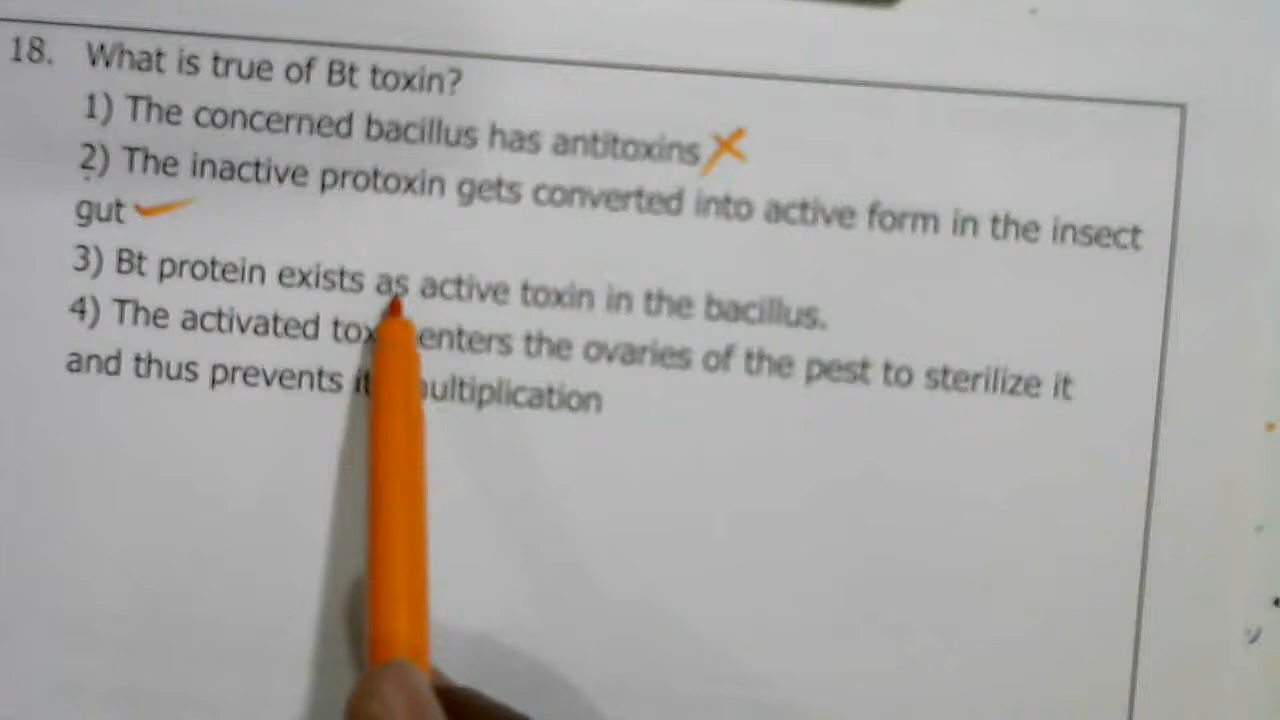 18. What is true of Bt toxin?
1) The concerned bacillus has antitoxins
2) The inactive protoxin gets converted into active form in the insect
gut
3) Bt protein exists as active toxin in the bacillus.
4) The activated enters the ovaries of the pest to sterilize it
and thus prevents